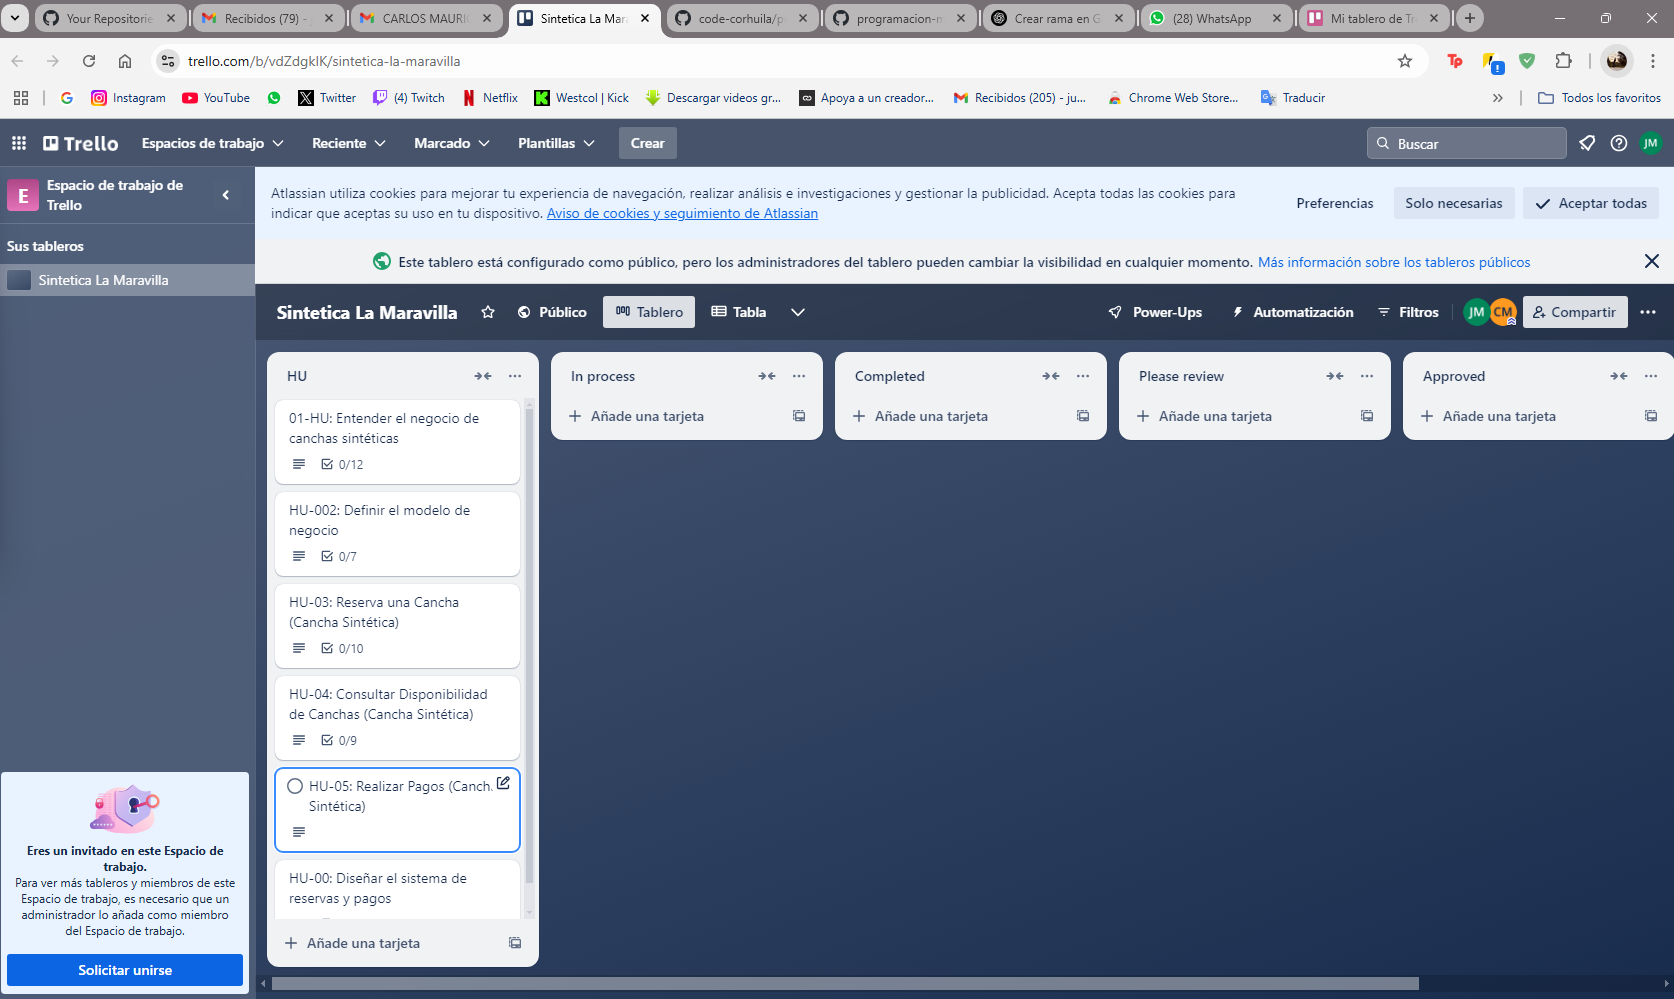 Your Repositorie
Recibidos (79) -
CARLOS MAURIC
Sintetica La Mara
code-corhuila/p
programacion-m
Crear rama en G
(28) WhatsApp
Mi tablero de Tr
trello.com/b/vdZdgkIK/sintetica-la-maravilla
Instagram
YouTube
Twitter
(4) Twitch
Netflix
Westcol | Kick
Descargar videos gr...
Apoya a un creador...
Recibidos (205) - ju...
Chrome Web Store...
Traducir
Todos los favoritos
Trello
Espacios de trabajo
Reciente
Marcado
Plantillas
Crear
Buscar
JM
E
Espacio de trabajo de
Trello
Atlassian utiliza cookies para mejorar tu experiencia de navegación, realizar análisis e investigaciones y gestionar la publicidad. Acepta todas las cookies para
indicar que aceptas su uso en tu dispositivo. Aviso de cookies y seguimiento de Atlassian
Preferencias
Solo necesarias
Aceptar todas
Sus tableros
Sintetica La Maravilla
Este tablero está configurado como público, pero los administradores del tablero pueden cambiar la visibilidad en cualquier momento. Más información sobre los tableros públicos
Sintetica La Maravilla
Público
Tablero
Tabla
Power-Ups
Automatización
Filtros
JM
CM
Compartir
HU
01-HU: Entender el negocio de
canchas sintéticas
0/12
HU-002: Definir el modelo de
negocio
0/7
HU-03: Reserva una Cancha
(Cancha Sintética)
0/10
HU-04: Consultar Disponibilidad
de Canchas (Cancha Sintética)
0/9
HU-05: Realizar Pagos (Canch
Sintética)
HU-00: Diseñar el sistema de
reservas y pagos
Añade una tarjeta
In process
Añade una tarjeta
Completed
Añade una tarjeta
Please review
Añade una tarjeta
Approved
Añade una tarjeta
Eres un invitado en este Espacio de
trabajo.
Para ver más tableros y miembros de este
Espacio de trabajo, es necesario que un
administrador lo añada como miembro
del Espacio de trabajo.
Solicitar unirse